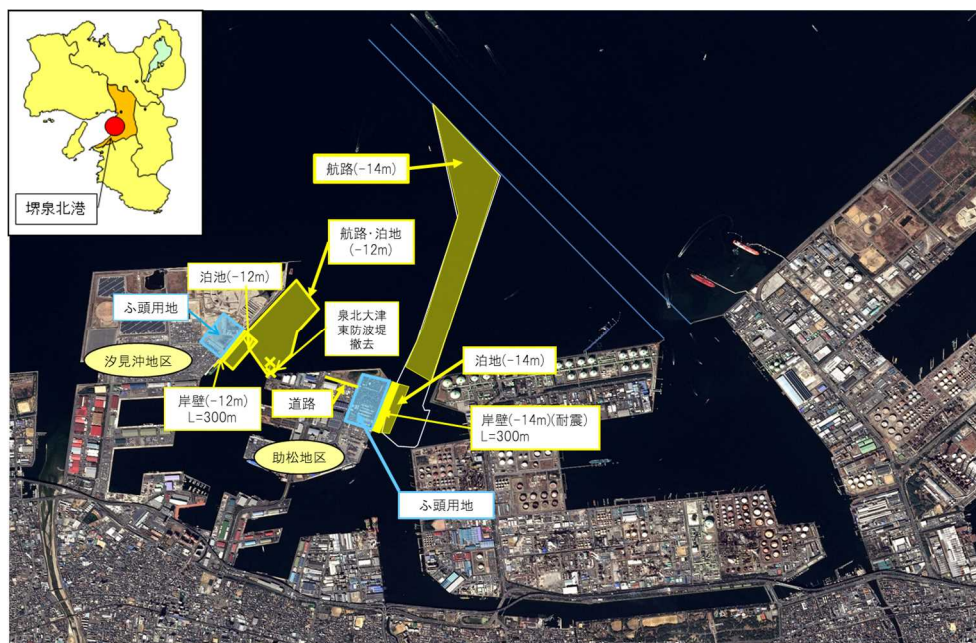 堺泉北港
航路(-14m)
航路・泊地
(-12m)
泊池(-12m)
ふ頭用地
泉北大津
東防波堤
撤去
汐見沖地区
泊地(-14m)
岸壁(-12m)
L=300m
道路
岸壁(-14m)(耐震)
L=300m
助松地区
ふ頭用地